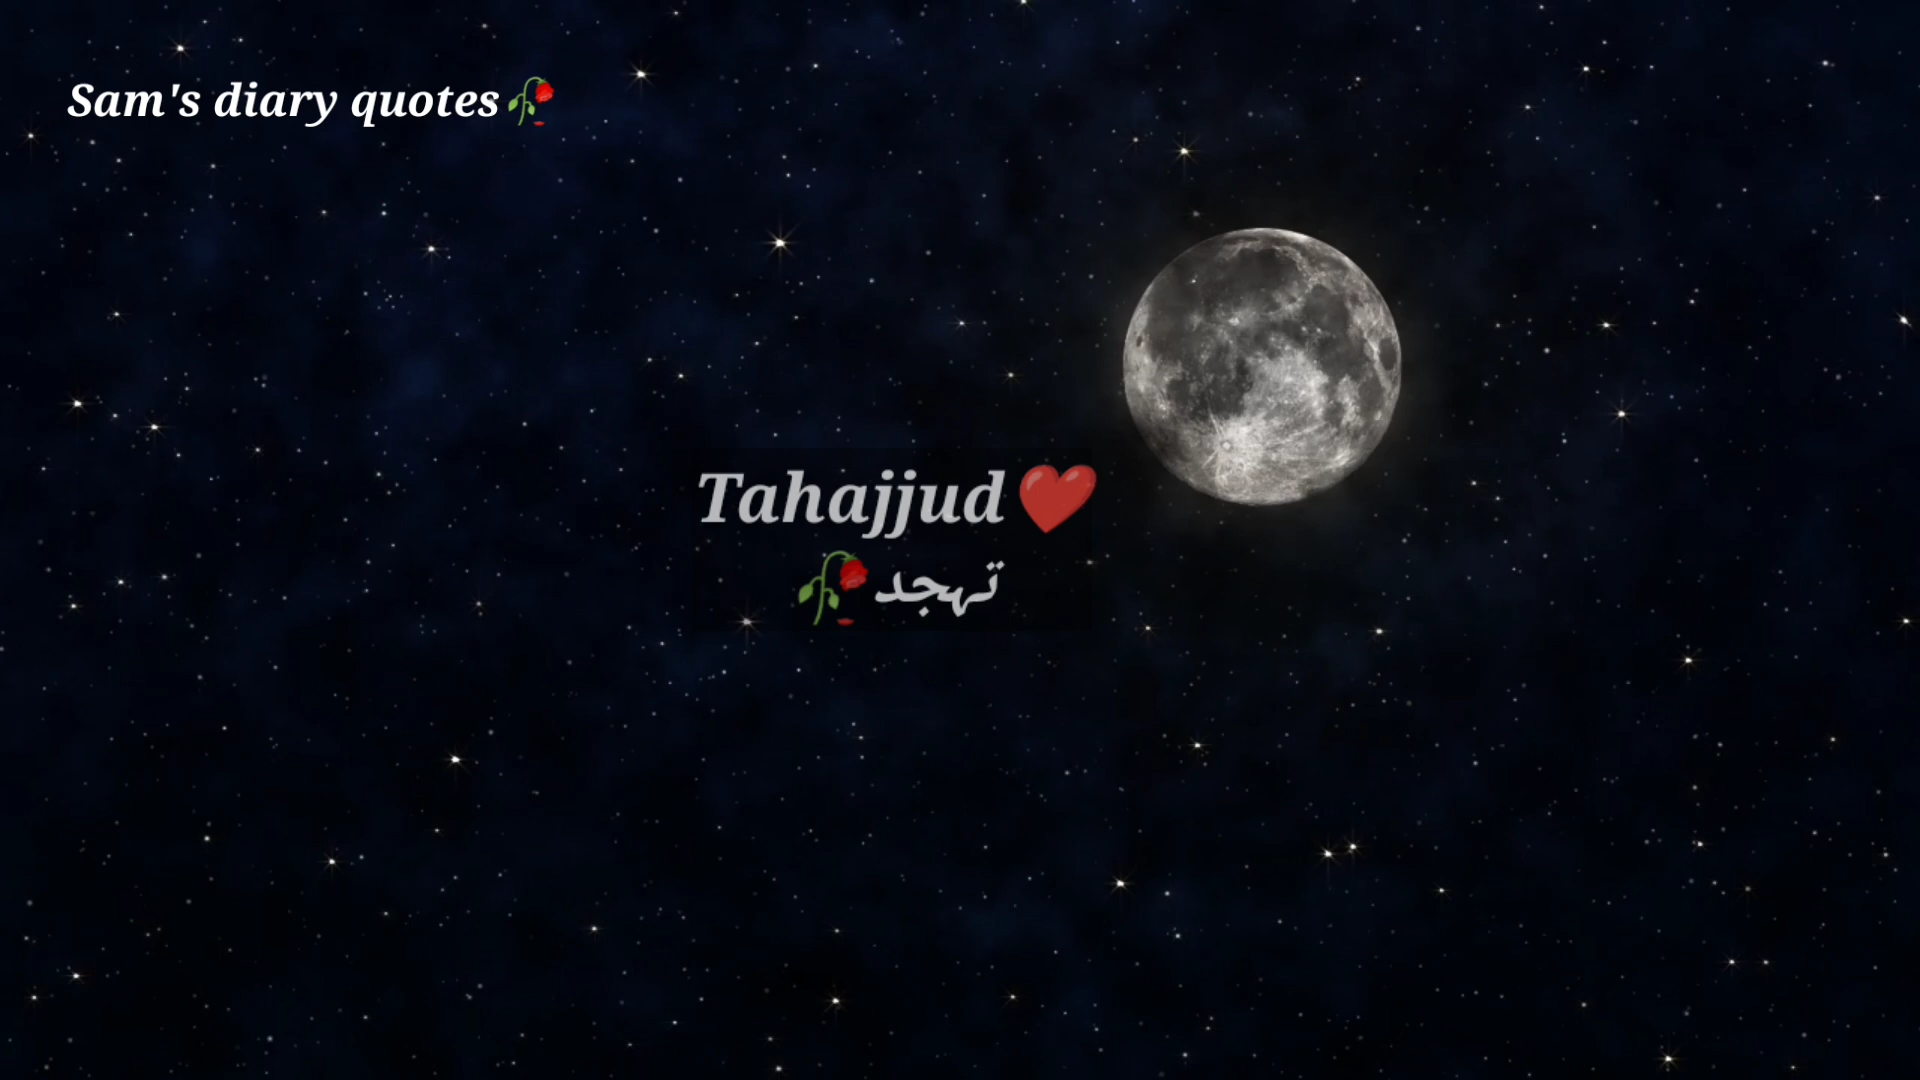 Sam's diary quotes🥀
Tahajjud❤️
تہجد🥀